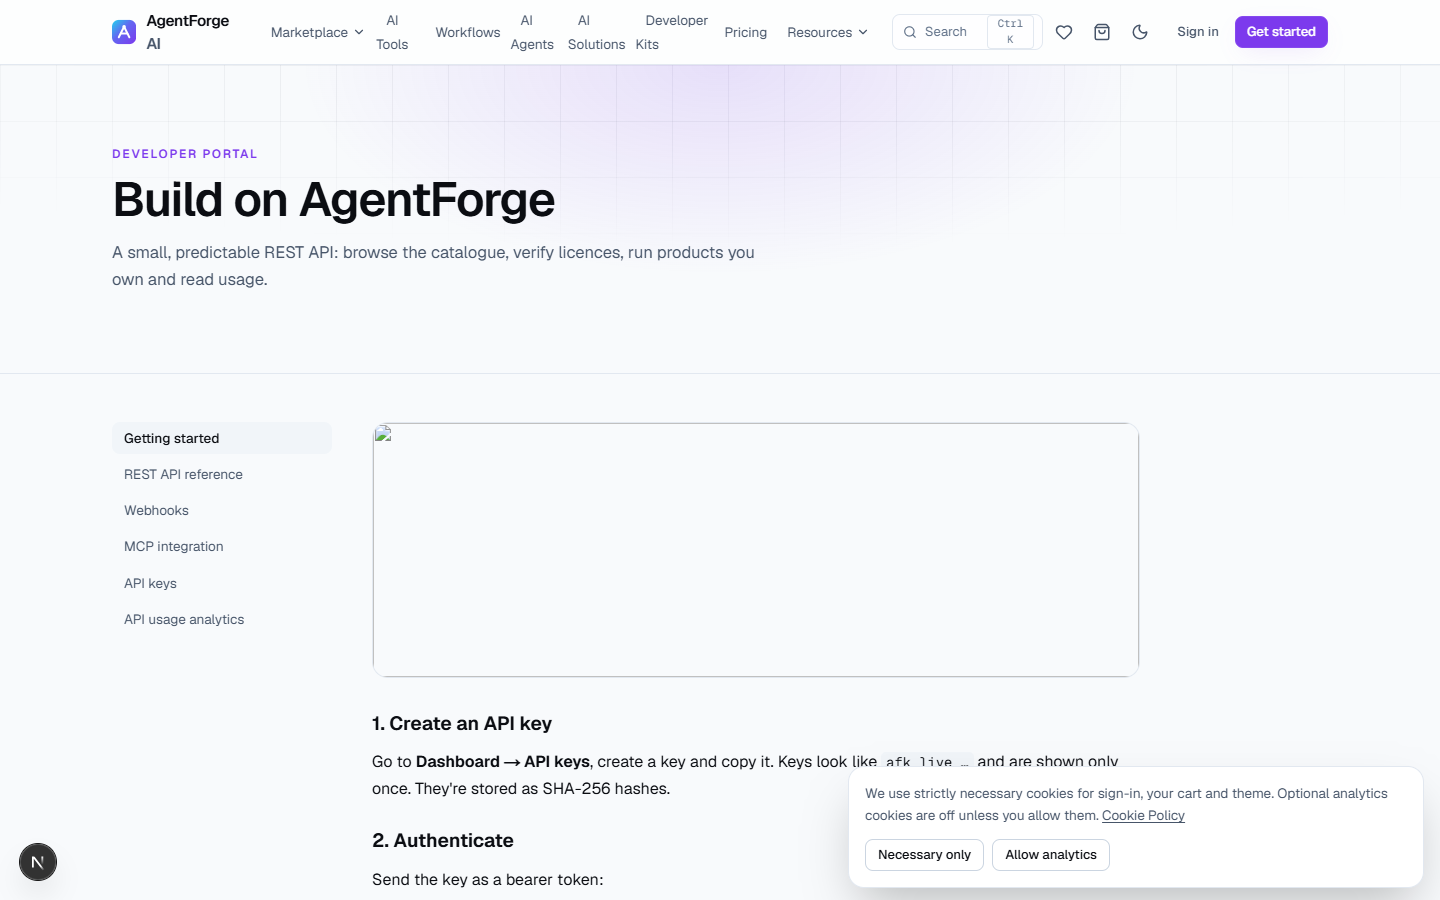 AgentForge AI
Marketplace
AI Tools
Workflows
AI Agents
AI Solutions
Developer Kits
Pricing
Resources
Search
Ctrl K
Sign in
Get started
DEVELOPER PORTAL
Build on AgentForge
A small, predictable REST API: browse the catalogue, verify licences, run products you
own and read usage.
Getting started
REST API reference
Webhooks
MCP integration
API keys
API usage analytics
1. Create an API key
Go to Dashboard → API keys, create a key and copy it. Keys look like afk_live_… and are shown only
once. They're stored as SHA-256 hashes.
2. Authenticate
Send the key as a bearer token:
We use strictly necessary cookies for sign-in, your cart and theme. Optional analytics
cookies are off unless you allow them. Cookie Policy
Necessary only
Allow analytics